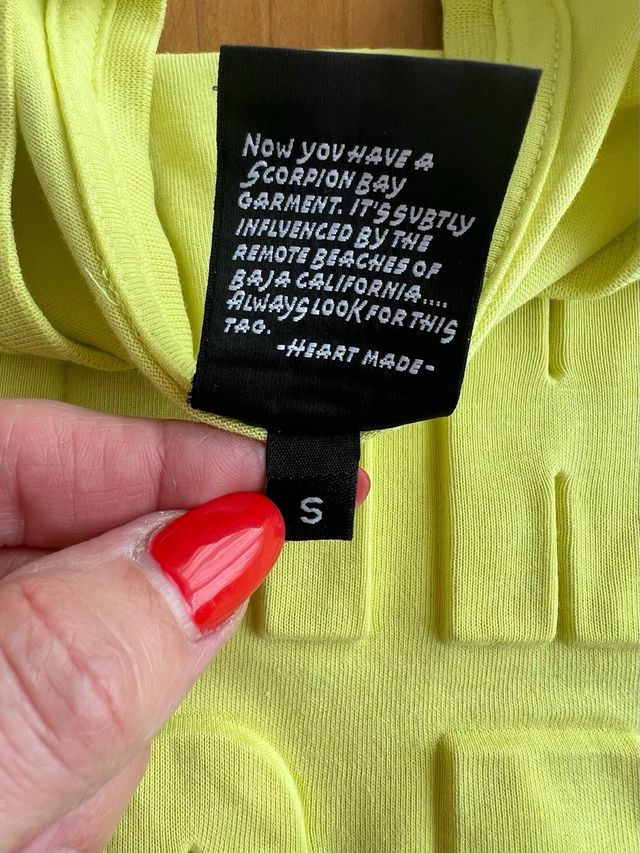 NOW YOU HAVE A
SCORPION BAY
GARMENT. IT'S SUBTLY
INFLUENCED BY THE
REMOTE BEACHES OF
BAJA CALIFORNIA....
ALWAYS LOOK FOR THIS
TAG.
-HEART MADE-
S